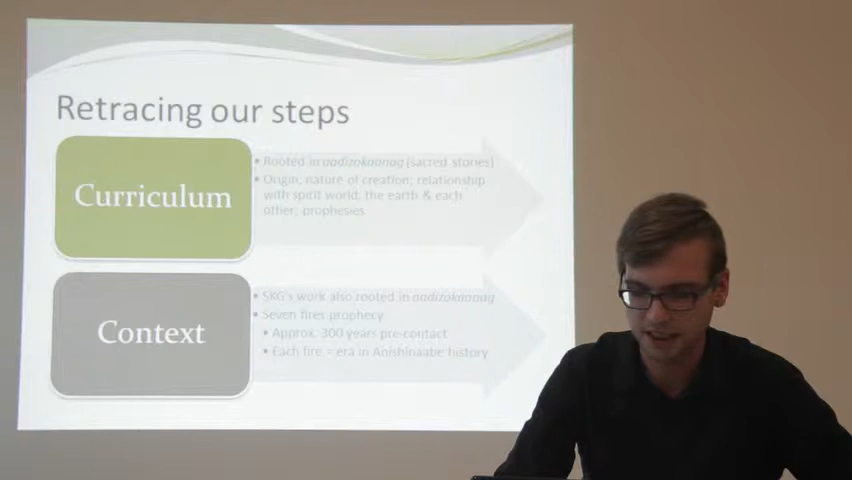 Retracing our steps
Curriculum
• Rooted in aadizokaanag (sacred stories)
• Origin; nature of creation; relationship
with spirit world, the earth & each
other; prophesies
Context
• SKG's work also rooted in aadizokaanag
• Seven fires prophecy
• Approx. 300 years pre-contact
• Each fire = era in Anishinaabe history